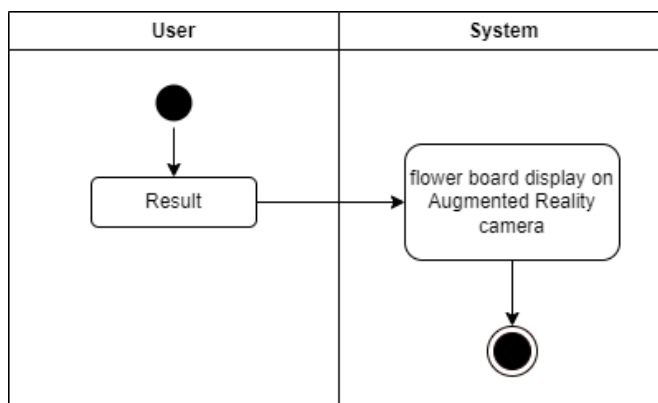 User
System
Result
flower board display on
Augmented Reality
camera